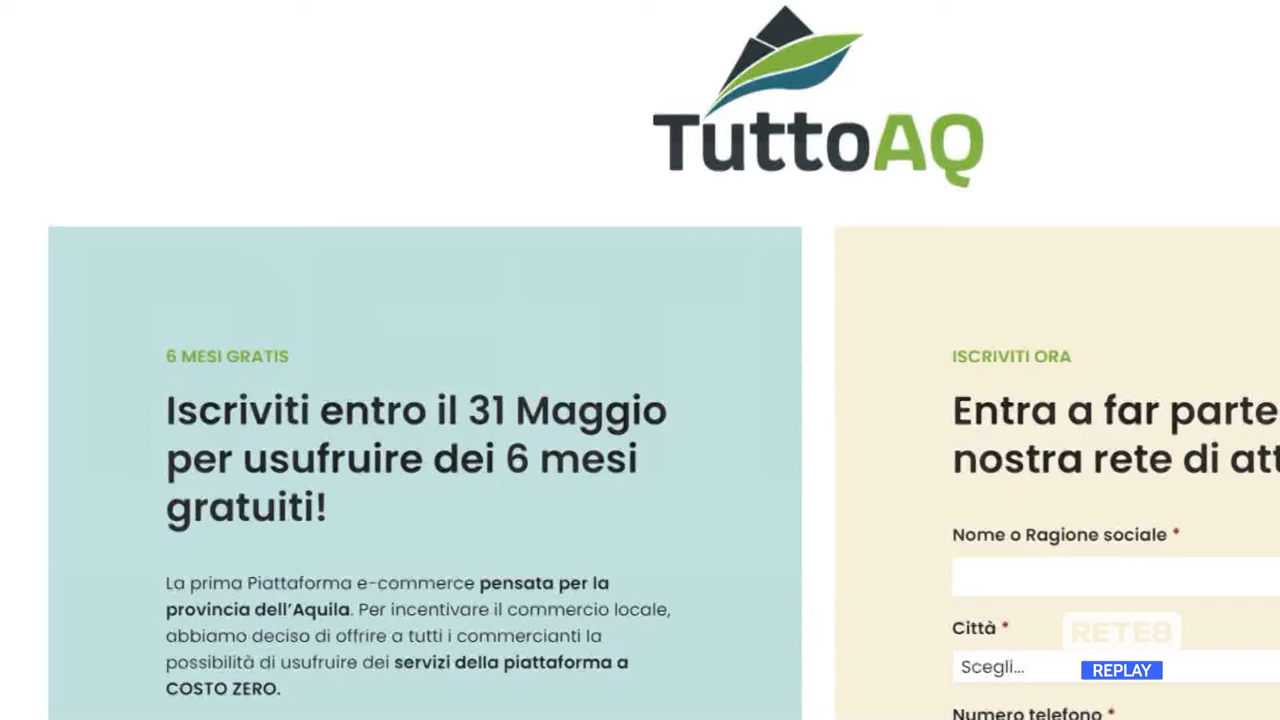 TuttoAQ
6 MESI GRATIS
Iscriviti entro il 31 Maggio
per usufruire dei 6 mesi
gratuiti!
La prima Piattaforma e-commerce pensata per la
provincia dell’Aquila. Per incentivare il commercio locale,
abbiamo deciso di offrire a tutti i commercianti la
possibilità di usufruire dei servizi della piattaforma a
COSTO ZERO.
ISCRIVITI ORA
Entra a far parte
nostra rete di att
Nome o Ragione sociale *
Città *
Scegli...
Numero telefono *
RETE8
REPLAY